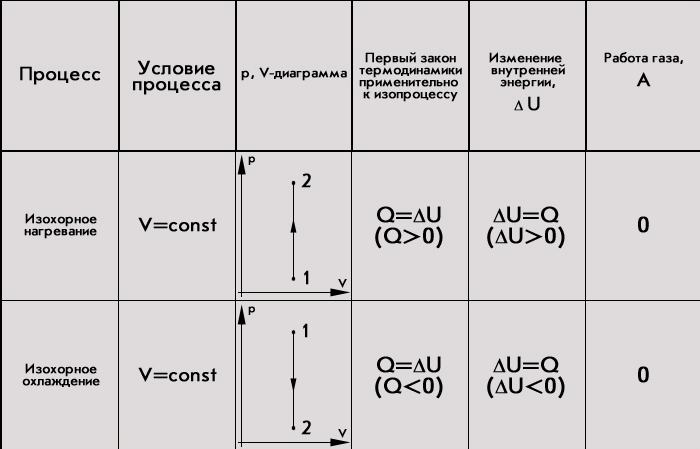 Процесс
Условие
процесса
p, V-диаграмма
Первый закон
термодинамики
применительно
к изопроцессу
Изменение
внутренней
энергии,
Δ U
Работа газа,
A
Изохорное
нагревание
V=const
p
2
1
V
Q=ΔU
(Q>0)
ΔU=Q
(ΔU>0)
0
Изохорное
охлаждение
V=const
p
1
2
V
Q=ΔU
(Q<0)
ΔU=Q
(ΔU<0)
0